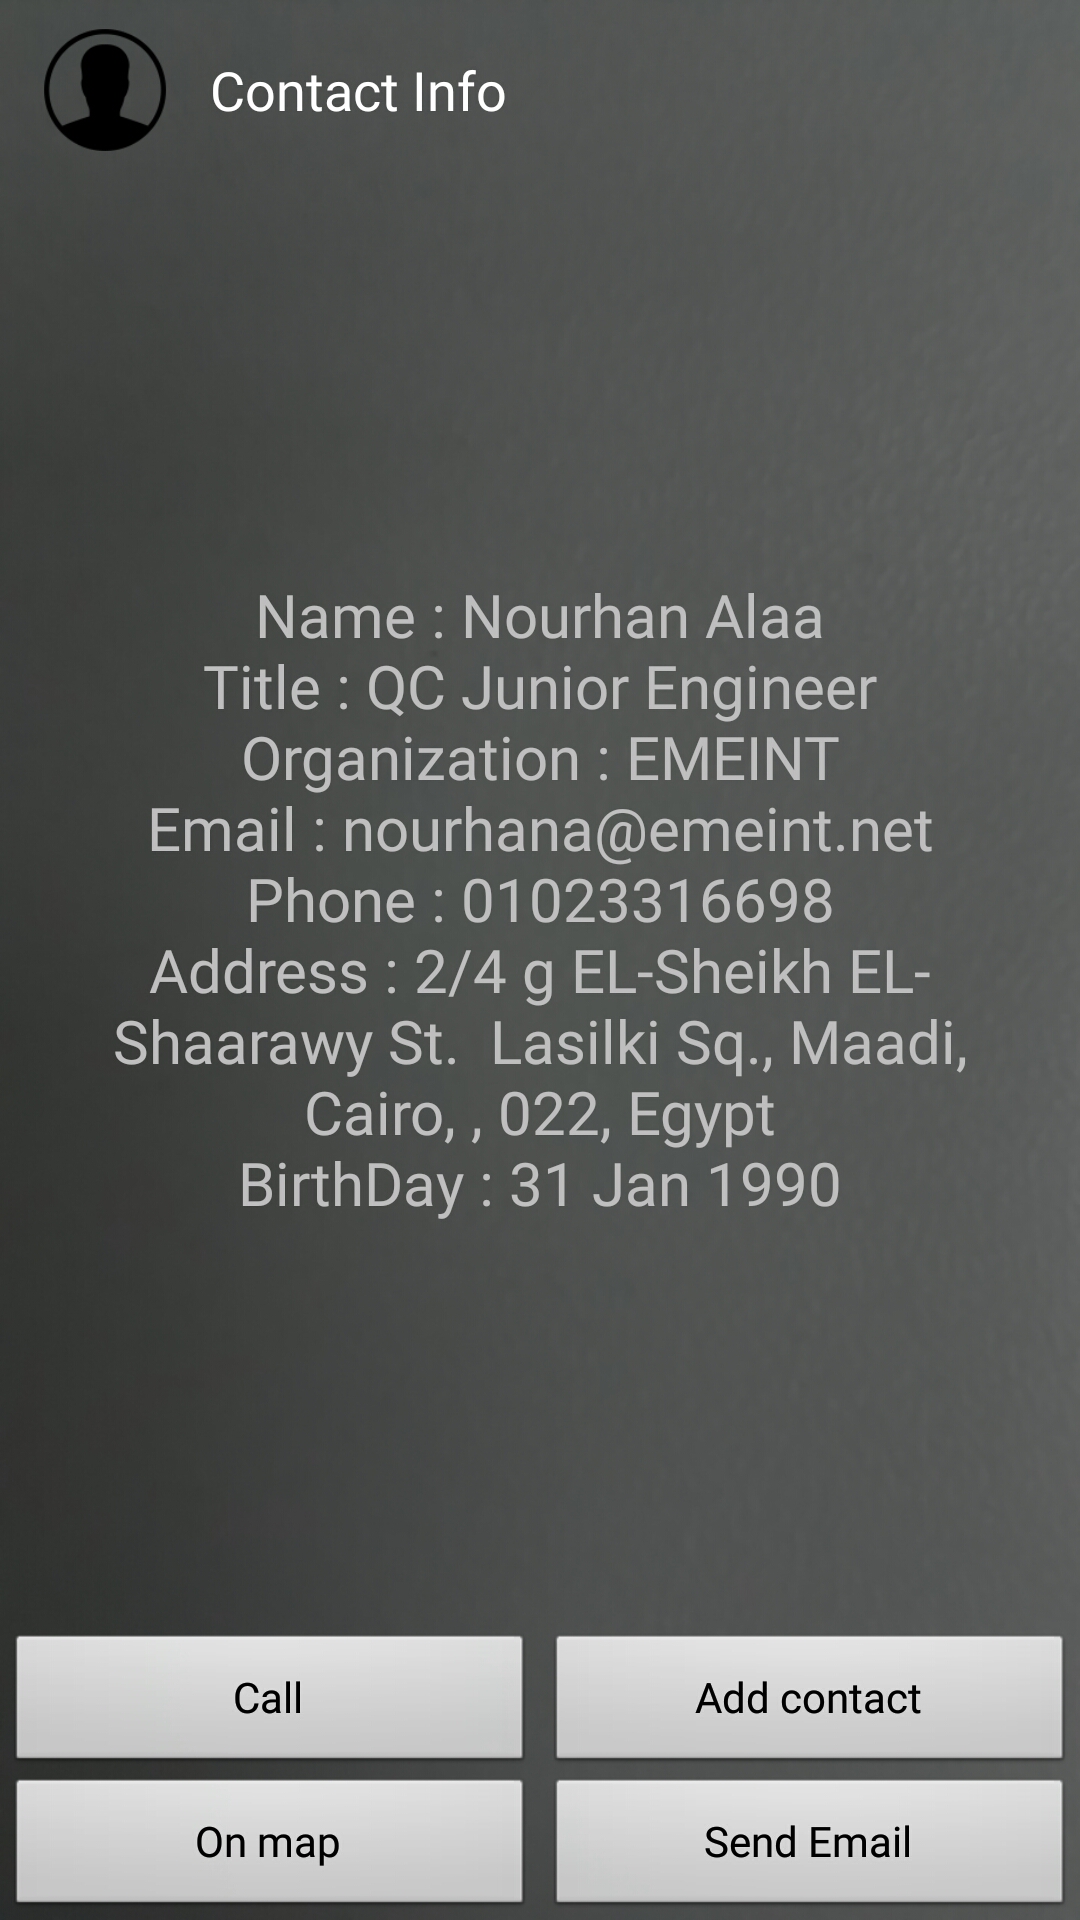 Contact Info
Name : Nourhan Alaa
Title : QC Junior Engineer
Organization : EMEINT
Email : nourhana@emeint.net
Phone : 01023316698
Address : 2/4 g EL-Sheikh EL-
Shaarawy St.  Lasilki Sq., Maadi,
Cairo, , 022, Egypt
BirthDay : 31 Jan 1990
Call
Add contact
On map
Send Email